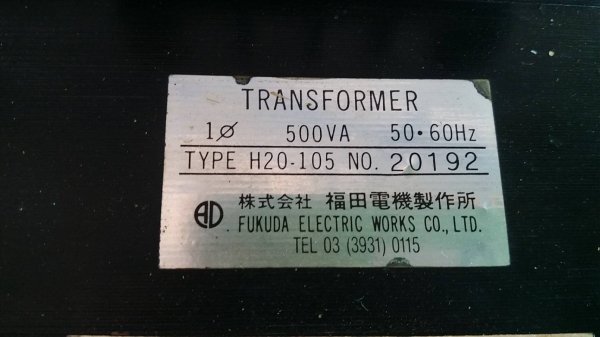 TRANSFORMER
1ø 500VA 50·60Hz
TYPE H20-105 NO. 20192
株式会社 福田電機製作所
FUKUDA ELECTRIC WORKS CO., LTD.
TEL 03 (3931) 0115